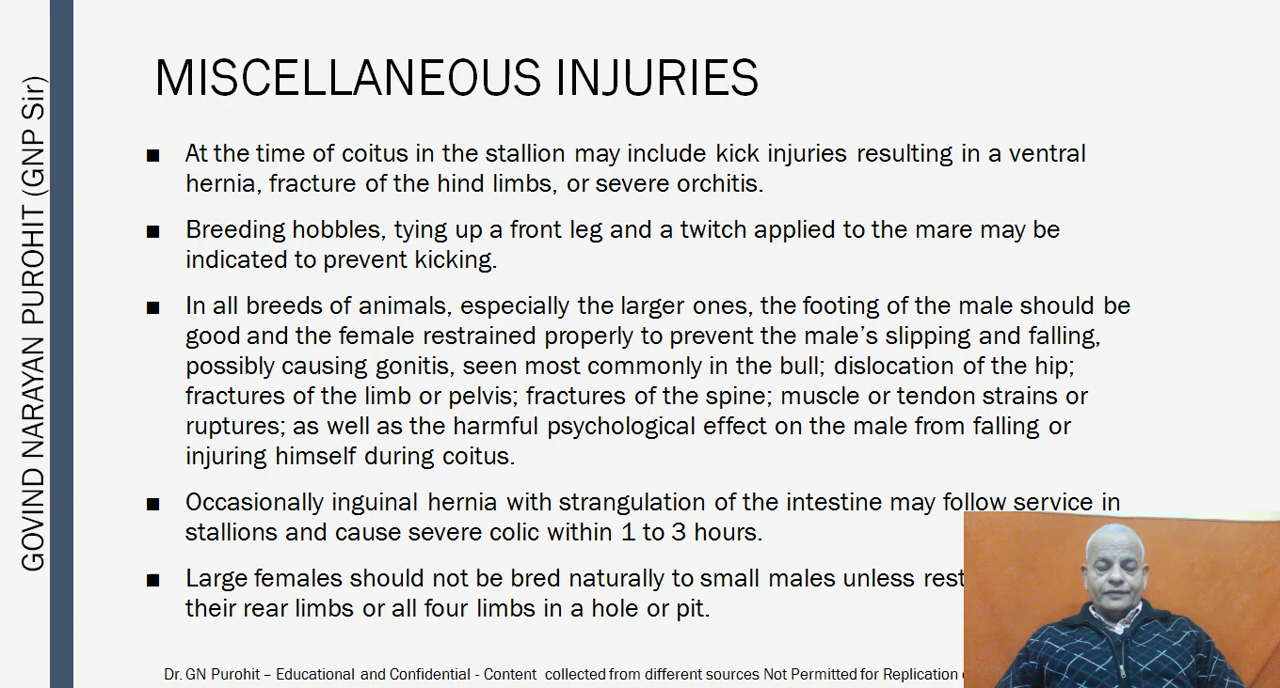 GOVIND NARAYAN PUROHIT (GNP Sir)
MISCELLANEOUS INJURIES
■ At the time of coitus in the stallion may include kick injuries resulting in a ventral
hernia, fracture of the hind limbs, or severe orchitis.
■ Breeding hobbles, tying up a front leg and a twitch applied to the mare may be
indicated to prevent kicking.
■ In all breeds of animals, especially the larger ones, the footing of the male should be
good and the female restrained properly to prevent the male’s slipping and falling,
possibly causing gonitis, seen most commonly in the bull; dislocation of the hip;
fractures of the limb or pelvis; fractures of the spine; muscle or tendon strains or
ruptures; as well as the harmful psychological effect on the male from falling or
injuring himself during coitus.
■ Occasionally inguinal hernia with strangulation of the intestine may follow service in
stallions and cause severe colic within 1 to 3 hours.
■ Large females should not be bred naturally to small males unless
their rear limbs or all four limbs in a hole or pit.
Dr. GN Purohit – Educational and Confidential - Content collected from different sources Not Permitted for Replication